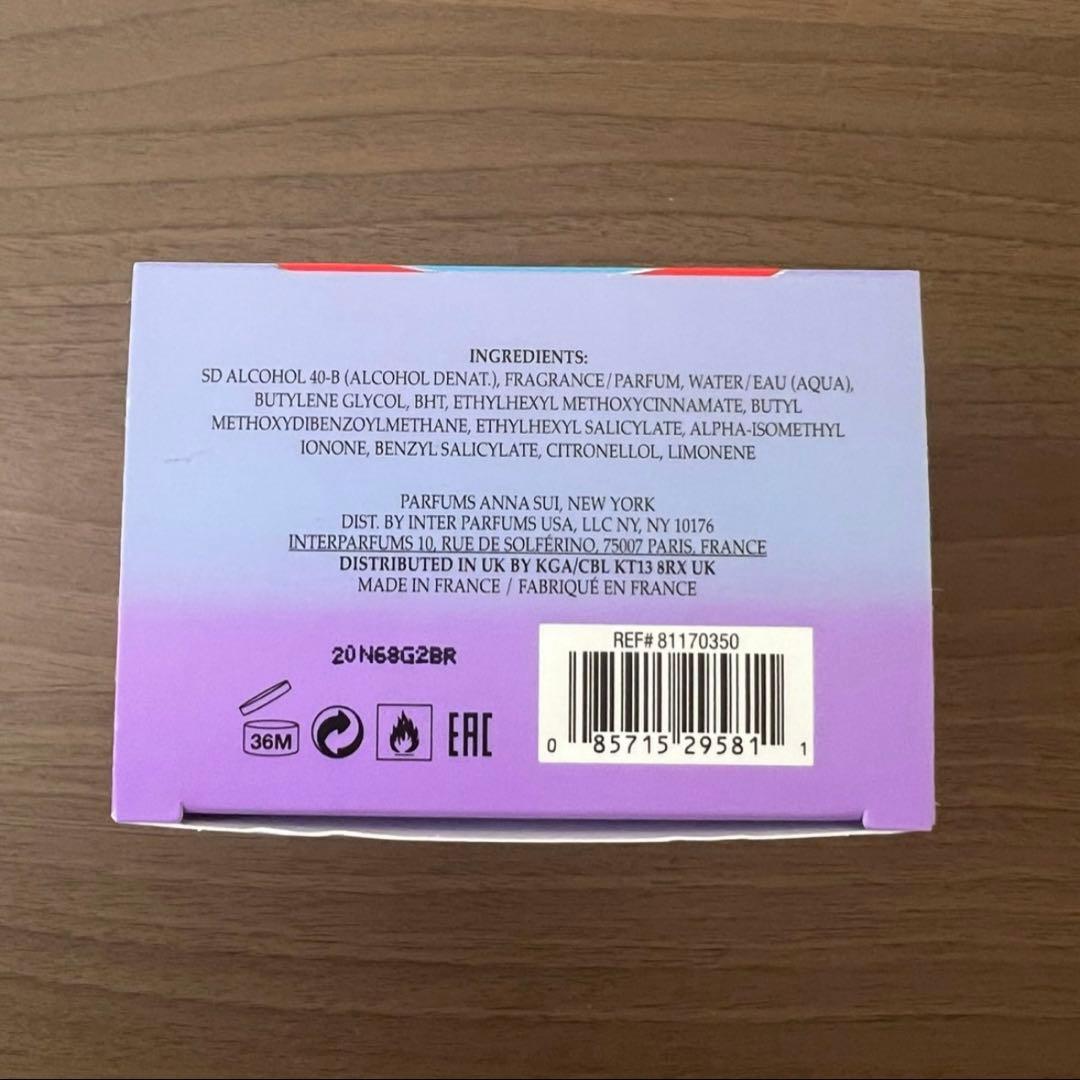 INGREDIENTS:
SD ALCOHOL 40-B (ALCOHOL DENAT.), FRAGRANCE/PARFUM, WATER/EAU (AQUA),
BUTYLENE GLYCOL, BHT, ETHYLHEXYL METHOXYCINNAMATE, BUTYL
METHOXYDIBENZOYLMETHANE, ETHYLHEXYL SALICYLATE, ALPHA-ISOMETHYL
IONONE, BENZYL SALICYLATE, CITRONELLOL, LIMONENE
PARFUMS ANNA SUI, NEW YORK
DIST. BY INTER PARFUMS USA, LLC NY, NY 10176
INTERPARFUMS 10, RUE DE SOLFÉRINO, 75007 PARIS, FRANCE
DISTRIBUTED IN UK BY KGA/CBL KT13 8RX UK
MADE IN FRANCE / FABRIQUÉ EN FRANCE
20 N68G2BR
36M
EAC
REF# 81170350
0 85715 29581 1